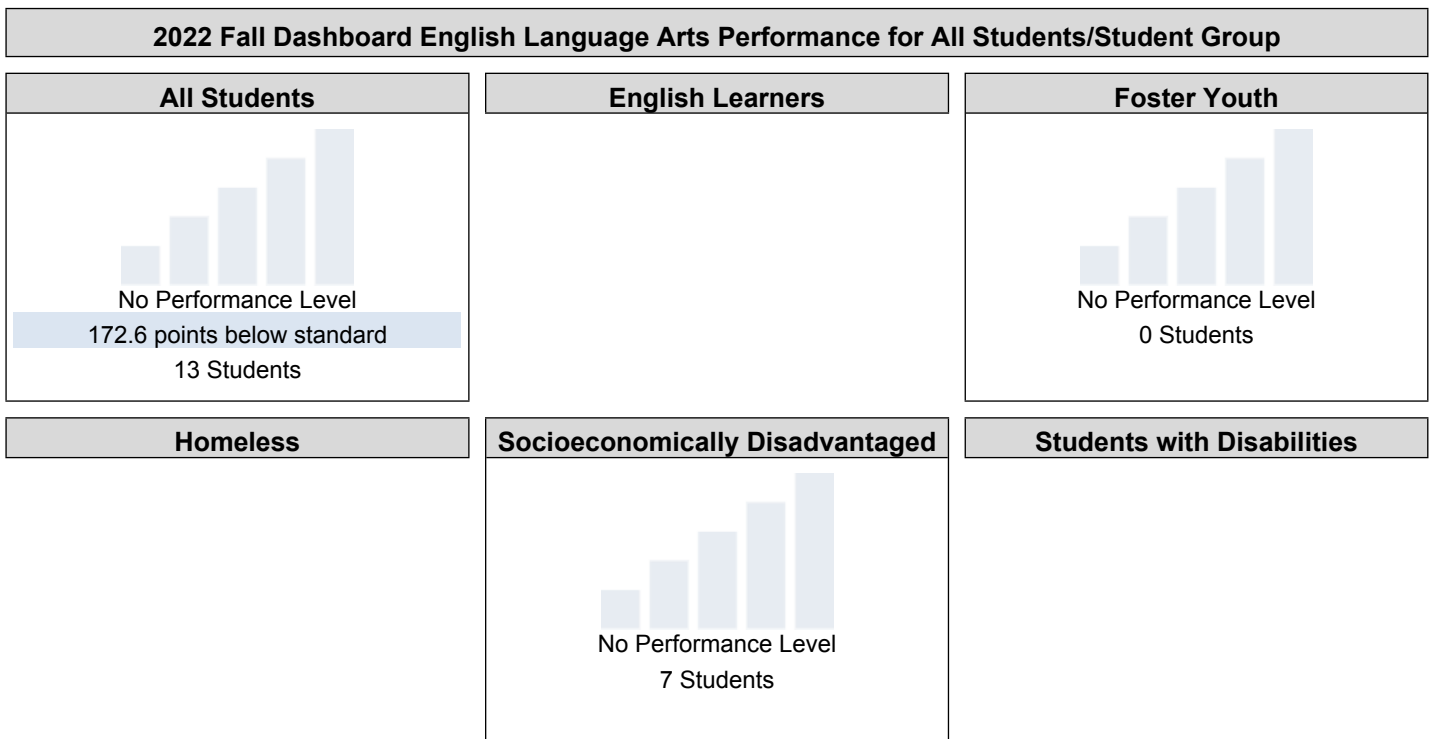 2022 Fall Dashboard English Language Arts Performance for All Students/Student Group
All Students
No Performance Level
172.6 points below standard
13 Students
English Learners
Foster Youth
No Performance Level
0 Students
Homeless
Socioeconomically Disadvantaged
No Performance Level
7 Students
Students with Disabilities